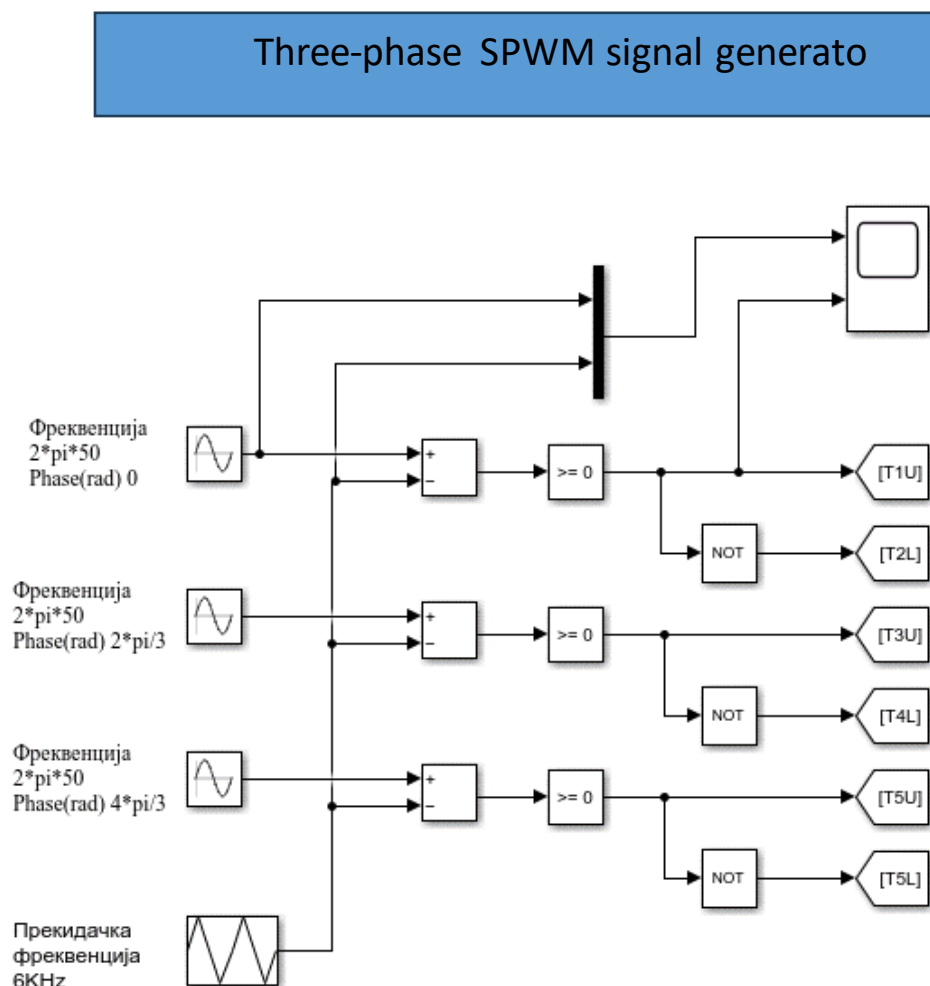 Three-phase SPWM signal generato
Фреквенција
2*pi*50
Phase(rad) 0
+
−
>= 0
[T1U]
NOT
[T2L]
Фреквенција
2*pi*50
Phase(rad) 2*pi/3
+
−
>= 0
[T3U]
NOT
[T4L]
Фреквенција
2*pi*50
Phase(rad) 4*pi/3
+
−
>= 0
[T5U]
NOT
[T5L]
Прекидачка
фреквенција
6KHz